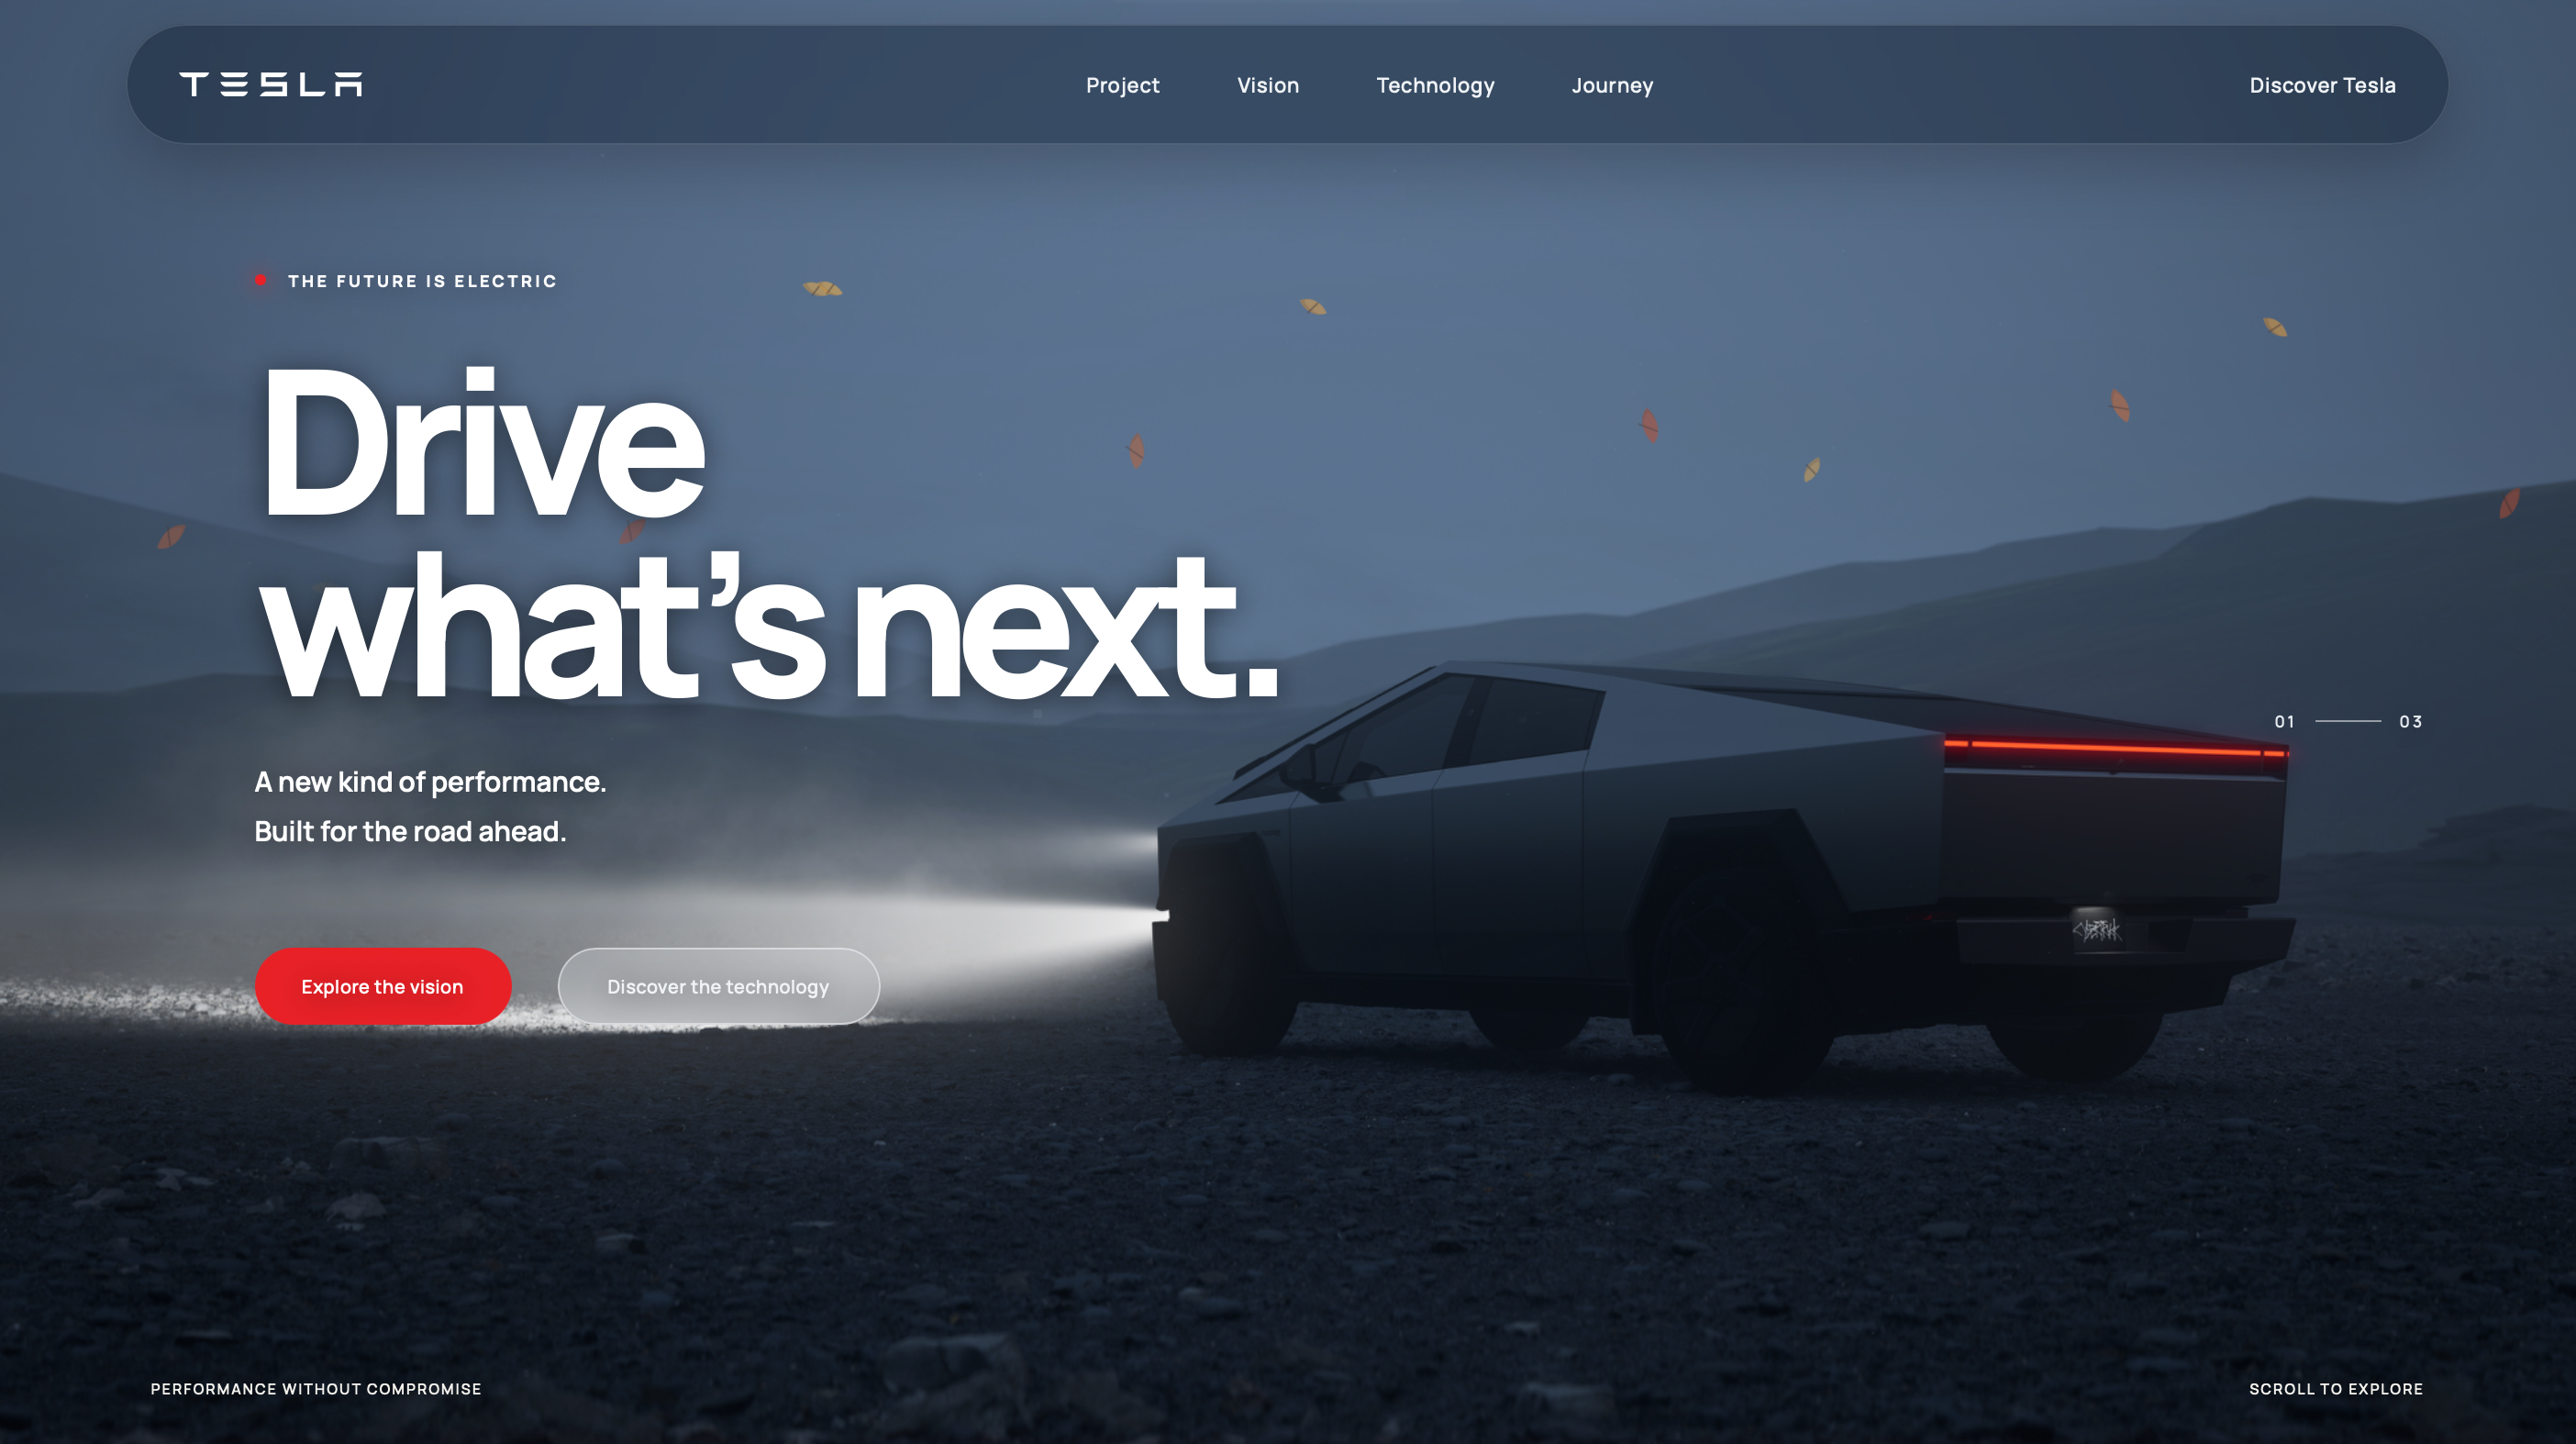 TESLA
Project Vision Technology Journey
Discover Tesla
THE FUTURE IS ELECTRIC
Drive
what’s next.
01 03
A new kind of performance.
Built for the road ahead.
Explore the vision
Discover the technology
PERFORMANCE WITHOUT COMPROMISE
SCROLL TO EXPLORE